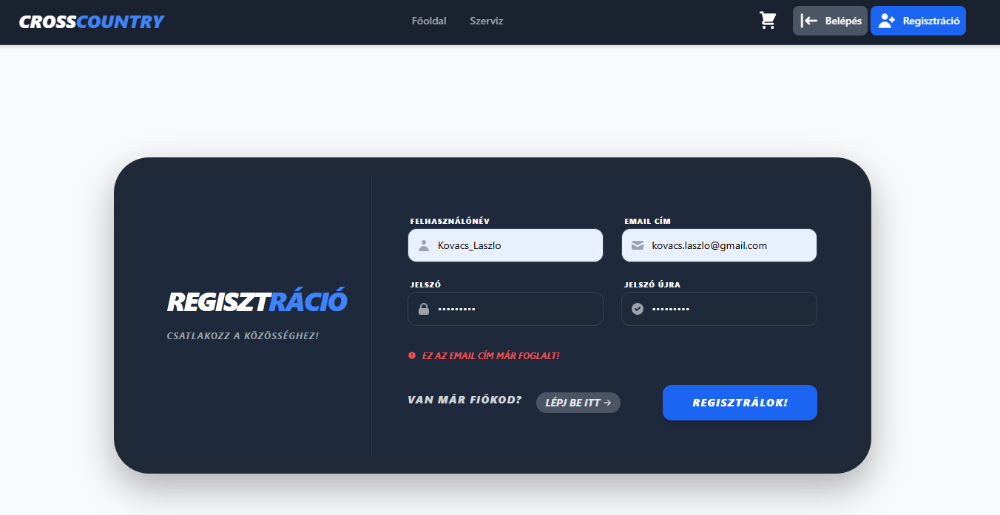 CROSSCOUNTRY
Főoldal Szerviz
Belépés Regisztráció
FELHASZNÁLÓNÉV EMAIL CÍM
Kovacs_Laszlo kovacs.laszlo@gmail.com
JELSZÓ JELSZÓ ÚJRA
••••••••• •••••••••
REGISZTRÁCIÓ
CSATLAKOZZ A KÖZÖSSÉGHEZ!
EZ AZ EMAIL CÍM MÁR FOGLALT!
VAN MÁR FIÓKOD? LÉPJ BE ITT → REGISZTRÁLOK!